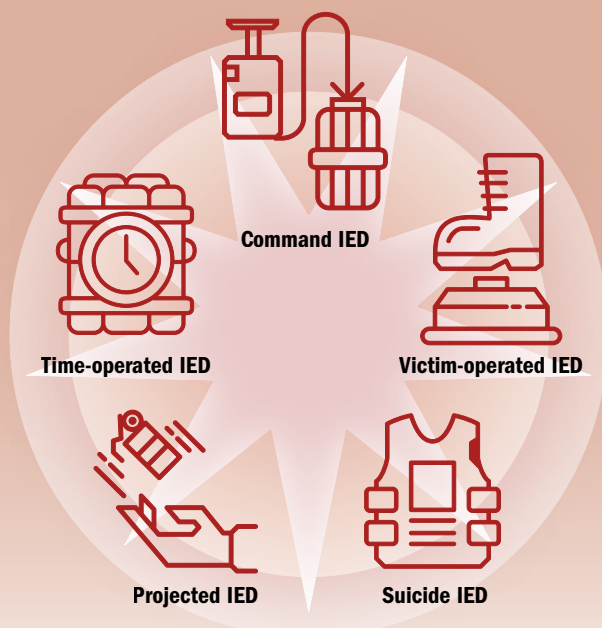 Command IED
Time-operated IED
Victim-operated IED
Projected IED
Suicide IED